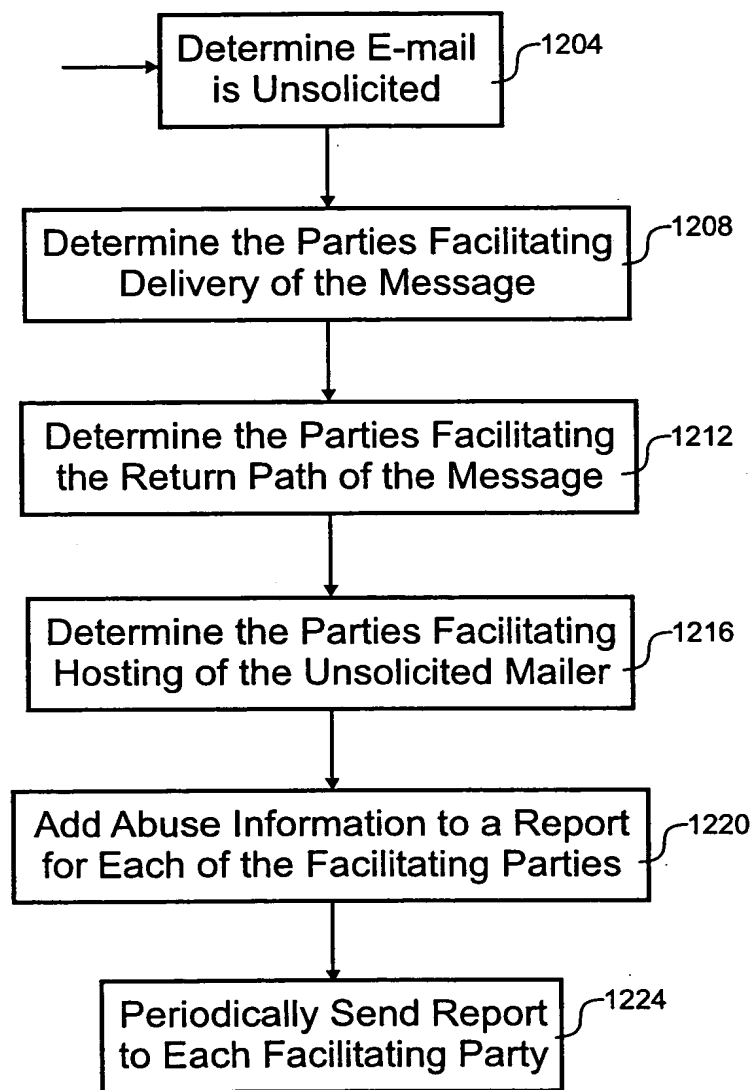 Determine E-mail
is Unsolicited
1204
Determine the Parties Facilitating
Delivery of the Message
1208
Determine the Parties Facilitating
the Return Path of the Message
1212
Determine the Parties Facilitating
Hosting of the Unsolicited Mailer
1216
Add Abuse Information to a Report
for Each of the Facilitating Parties
1220
Periodically Send Report
to Each Facilitating Party
1224